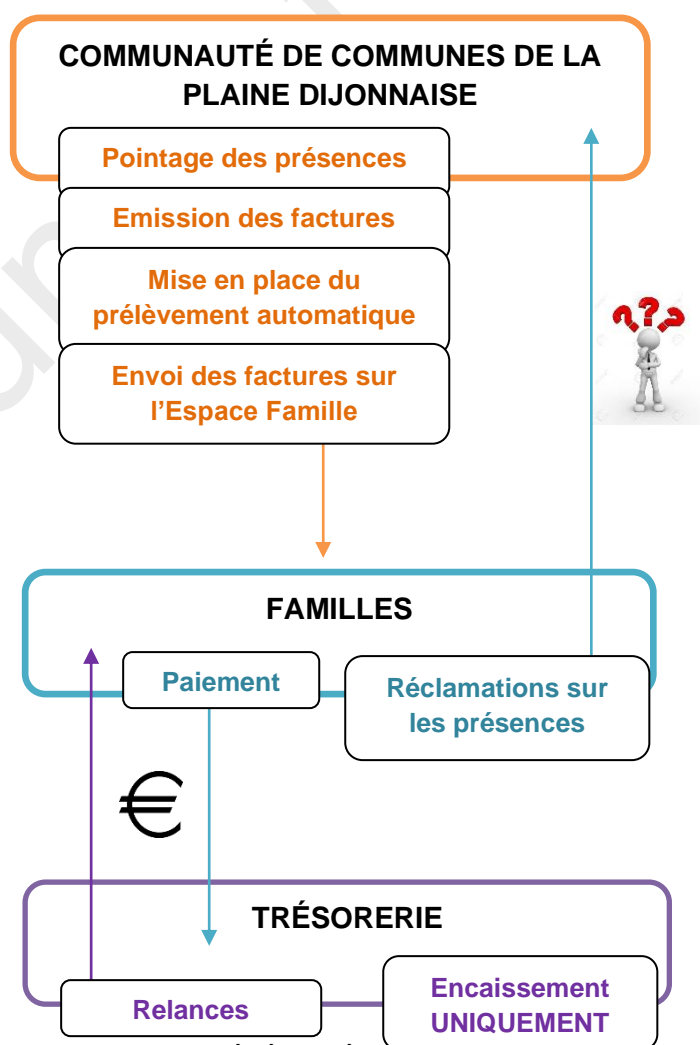 COMMUNAUTÉ DE COMMUNES DE LA
PLAINE DIJONNAISE
Pointage des présences
Emission des factures
Mise en place du
prélèvement automatique
Envoi des factures sur
l'Espace Famille
???
FAMILLES
Paiement
Réclamations sur
les présences
€
TRÉSORERIE
Relances
Encaissement
UNIQUEMENT